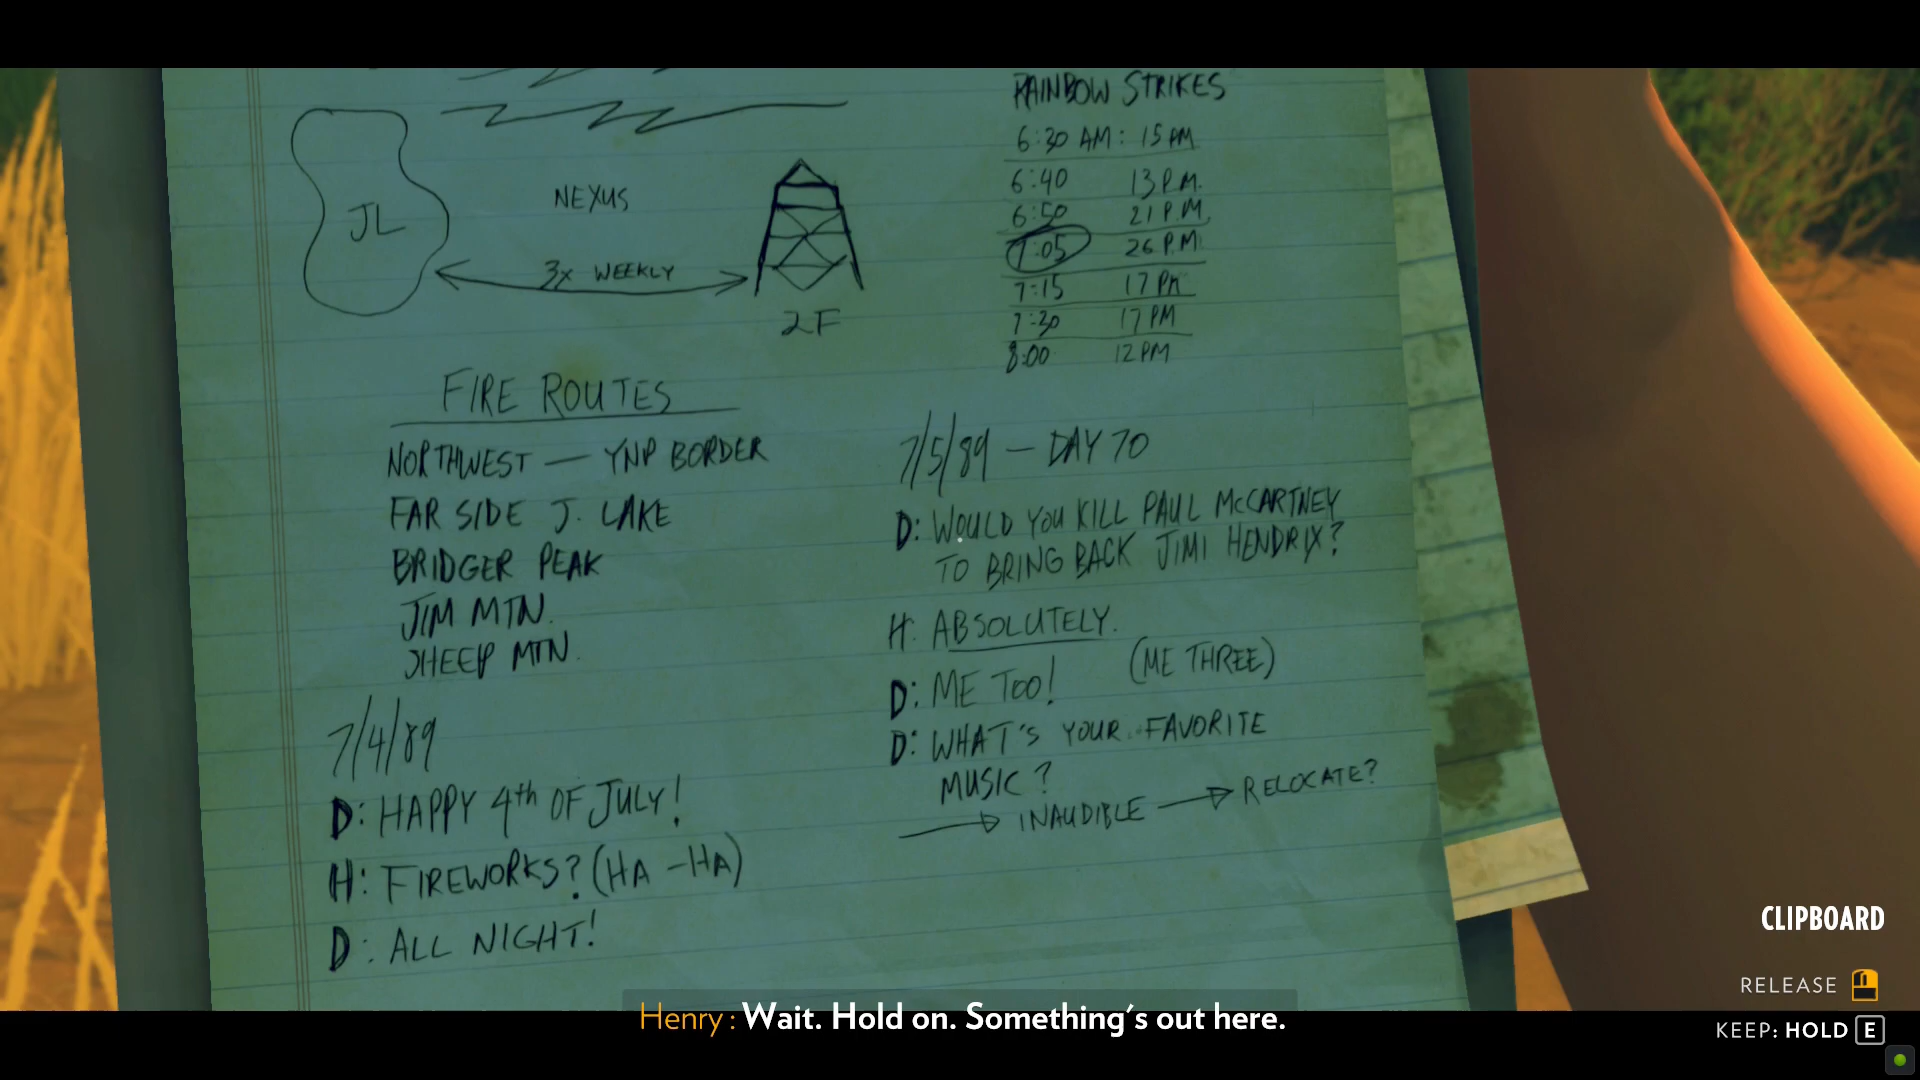 RAINBOW STRIKES
6:30 AM: 15 PM
6:40 13 P.M.
6:50 21 P.M.
7:05 26 P.M
7:15 17 PM
7:30 17 PM
8:00 12 PM
JL
NEXUS
3x WEEKLY
2F
FIRE ROUTES
NORTHWEST — YNP BORDER
FAR SIDE J. LAKE
BRIDGER PEAK
JIM MTN.
SHEEP MTN.
7/4/89
D: HAPPY 4th OF JULY!
H: FIREWORKS? (HA-HA)
D: ALL NIGHT!
7/5/89 — DAY 70
D: WOULD YOU KILL PAUL McCARTNEY
TO BRING BACK JIMI HENDRIX?
H: ABSOLUTELY.
D: ME TOO! (ME THREE)
D: WHAT'S YOUR FAVORITE
MUSIC?
→ INAUDIBLE → RELOCATE?
CLIPBOARD
RELEASE
Henry: Wait. Hold on. Something's out here.
KEEP: HOLD E